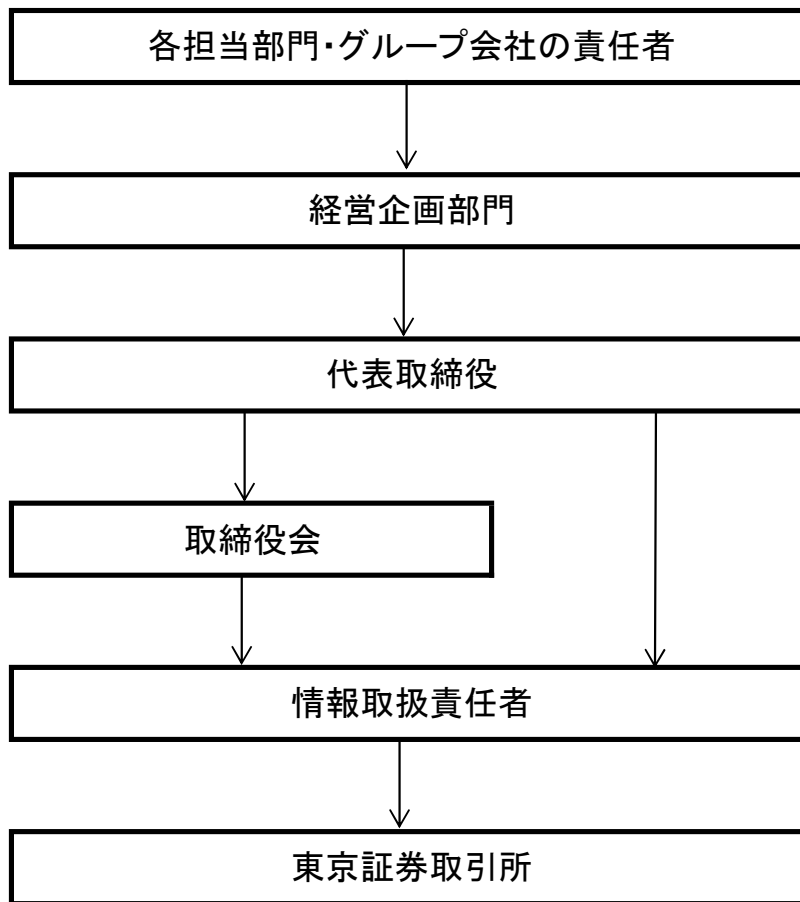 各担当部門・グループ会社の責任者
経営企画部門
代表取締役
取締役会
情報取扱責任者
東京証券取引所